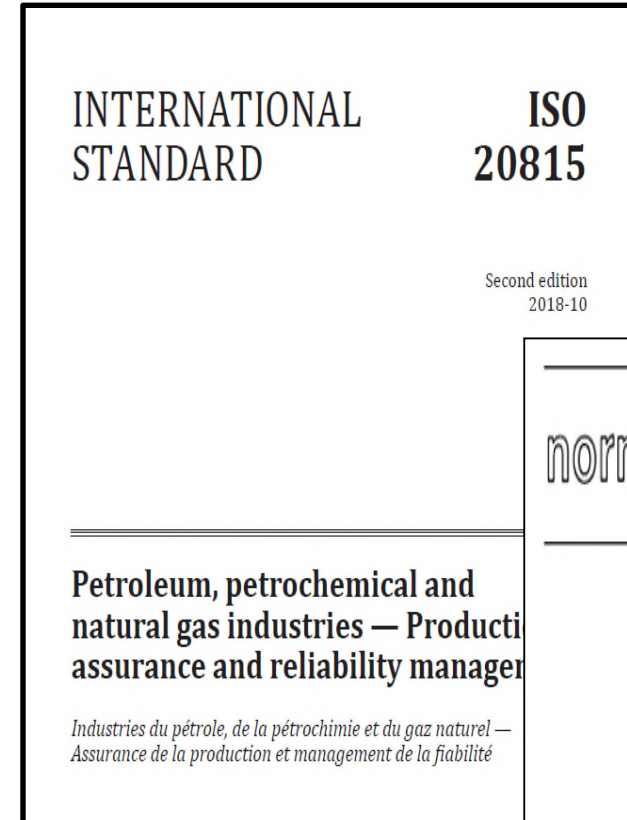 INTERNATIONAL
STANDARD
ISO
20815
Second edition
2018-10
Petroleum, petrochemical and
natural gas industries — Producti
assurance and reliability manager
Industries du pétrole, de la pétrochimie et du gaz naturel —
Assurance de la production et management de la fiabilité